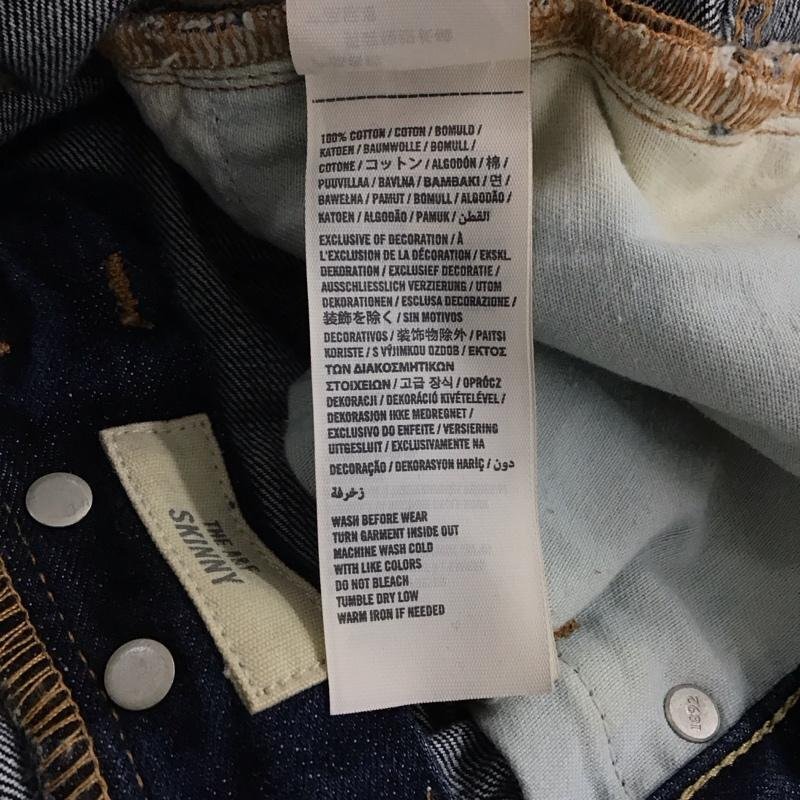 100% COTTON / COTON / BOMULD /
KATOEN / BAUMWOLLE / BOMULL /
COTONE / コットン / ALGODÓN / 棉 /
PUUVILLAA / BAVLNA / BAMBAKI / 면 /
BAWEŁNA / PAMUT / BOMULL / ALGODÃO /
KATOEN / ALGODÃO / PAMUK / القطن
EXCLUSIVE OF DECORATION / À
L'EXCLUSION DE LA DÉCORATION / EKSKL.
DEKORATION / EXCLUSIEF DECORATIE /
AUSSCHLIESSLICH VERZIERUNG / UTOM
DEKORATIONEN / ESCLUSA DECORAZIONE /
装飾を除く / SIN MOTIVOS
DECORATIVOS / 装饰物除外 / PAITSI
KORISTE / S VÝJIMKOU OZDOB / ΕΚΤΟΣ
ΤΩΝ ΔΙΑΚΟΣΜΗΤΙΚΩΝ
ΣΤΟΙΧΕΙΩΝ / 고급 장식 / OPRÓCZ
DEKORACJI / DEKORÁCIÓ KIVÉTELÉVEL /
DEKORASJON IKKE MEDREGNET /
EXCLUSIVO DO ENFEITE / VERSIERING
UITGESLUIT / EXCLUSIVAMENTE NA
DECORAÇÃO / DEKORASYON HARİÇ / دون
زخرفة
WASH BEFORE WEAR
TURN GARMENT INSIDE OUT
MACHINE WASH COLD
WITH LIKE COLORS
DO NOT BLEACH
TUMBLE DRY LOW
WARM IRON IF NEEDED
THE A&F
SKINNY
1892